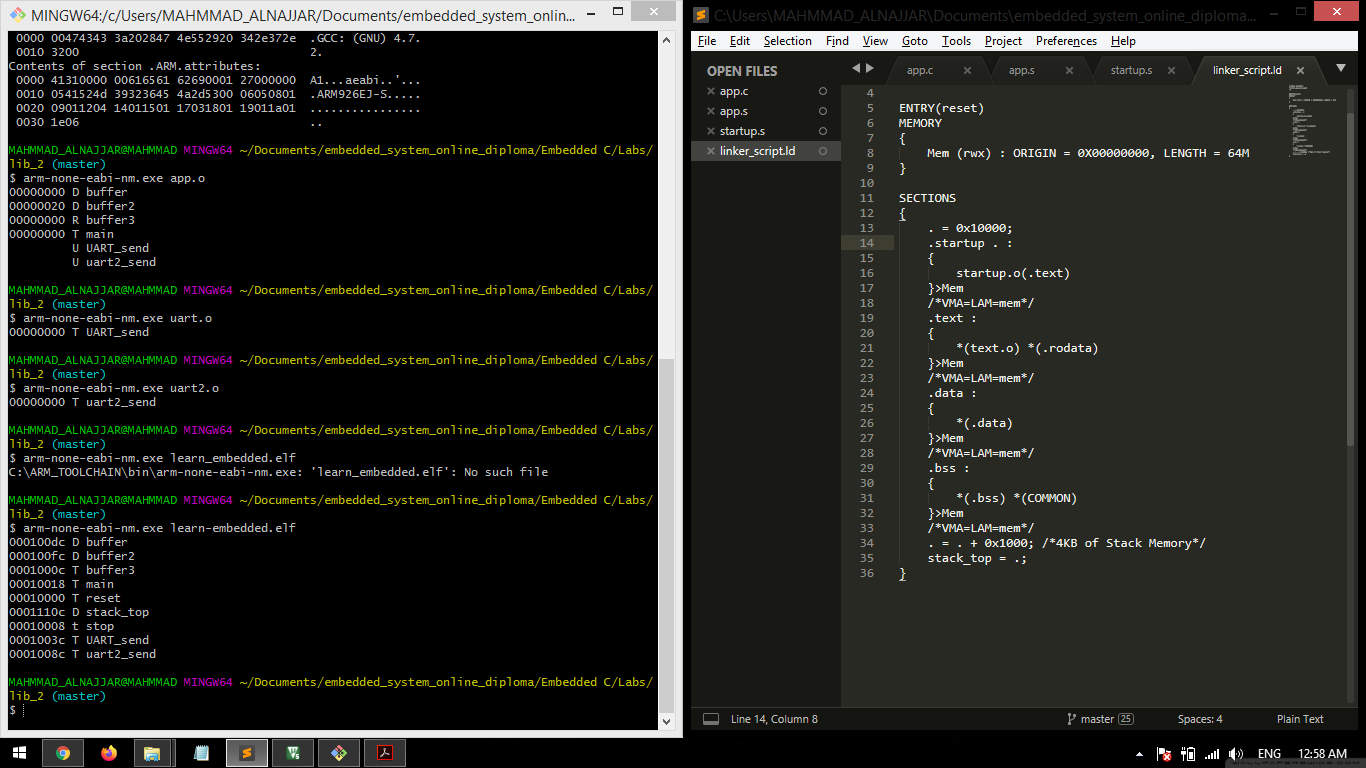 MINGW64:/c/Users/MAHMMAD_ALNAJJAR/Documents/embedded_system_onlin...
0000 00474343 3a202847 4e552920 342e372e .GCC: (GNU) 4.7.
0010 3200 2.
Contents of section .ARM.attributes:
0000 41310000 00616561 62690001 27000000 A1...aeabi..'...
0010 0541524d 39323645 4a2d5300 06050801 .ARM926EJ-S.....
0020 09011204 14011501 17031801 19011a01 ................
0030 1e06 ..
MAHMMAD_ALNAJJAR@MAHMMAD MINGW64 ~/Documents/embedded_system_online_diploma/Embedded C/Labs/
lib_2 (master)
$ arm-none-eabi-nm.exe app.o
00000000 D buffer
00000020 D buffer2
00000000 R buffer3
00000000 T main
U UART_send
U uart2_send
MAHMMAD_ALNAJJAR@MAHMMAD MINGW64 ~/Documents/embedded_system_online_diploma/Embedded C/Labs/
lib_2 (master)
$ arm-none-eabi-nm.exe uart.o
00000000 T UART_send
MAHMMAD_ALNAJJAR@MAHMMAD MINGW64 ~/Documents/embedded_system_online_diploma/Embedded C/Labs/
lib_2 (master)
$ arm-none-eabi-nm.exe uart2.o
00000000 T uart2_send
MAHMMAD_ALNAJJAR@MAHMMAD MINGW64 ~/Documents/embedded_system_online_diploma/Embedded C/Labs/
lib_2 (master)
$ arm-none-eabi-nm.exe learn_embedded.elf
C:\ARM_TOOLCHAIN\bin\arm-none-eabi-nm.exe: 'learn_embedded.elf': No such file
MAHMMAD_ALNAJJAR@MAHMMAD MINGW64 ~/Documents/embedded_system_online_diploma/Embedded C/Labs/
lib_2 (master)
$ arm-none-eabi-nm.exe learn-embedded.elf
000100dc D buffer
000100fc D buffer2
0001000c T buffer3
00010018 T main
00010000 T reset
0001110c D stack_top
00010008 t stop
0001003c T UART_send
0001008c T uart2_send
MAHMMAD_ALNAJJAR@MAHMMAD MINGW64 ~/Documents/embedded_system_online_diploma/Embedded C/Labs/
lib_2 (master)
$
C:\Users\MAHMMAD_ALNAJJAR\Documents\embedded_system_online_diploma...
File Edit Selection Find View Goto Tools Project Preferences Help
OPEN FILES
app.c
app.s
startup.s
linker_script.ld
app.c app.s startup.s linker_script.ld
4
5 ENTRY(reset)
6 MEMORY
7 {
8 Mem (rwx) : ORIGIN = 0X00000000, LENGTH = 64M
9 }
10
11 SECTIONS
12 {
13 . = 0x10000;
14 .startup . :
15 {
16 startup.o(.text)
17 }>Mem
18 /*VMA=LAM=mem*/
19 .text :
20 {
21 *(text.o) *(.rodata)
22 }>Mem
23 /*VMA=LAM=mem*/
24 .data :
25 {
26 *(.data)
27 }>Mem
28 /*VMA=LAM=mem*/
29 .bss :
30 {
31 *(.bss) *(COMMON)
32 }>Mem
33 /*VMA=LAM=mem*/
34 . = . + 0x1000; /*4KB of Stack Memory*/
35 stack_top = .;
36 }
Line 14, Column 8 master 25 Spaces: 4 Plain Text
ENG 12:58 AM